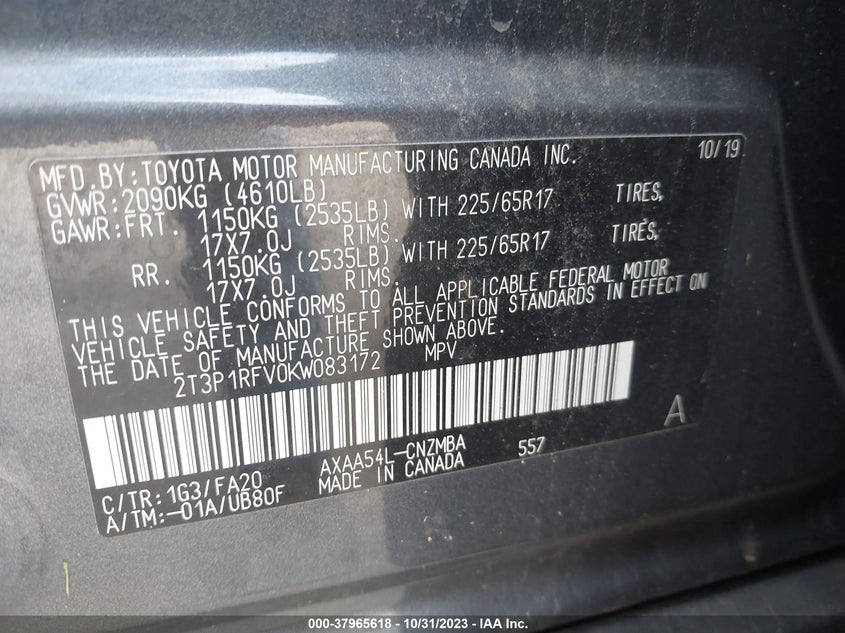 MFD.BY:TOYOTA MOTOR MANUFACTURING CANADA INC. 10/19
GVWR:2090KG (4610LB)
GAWR:FRT. 1150KG (2535LB) WITH 225/65R17 TIRES,
17X7.0J RIMS.
RR. 1150KG (2535LB) WITH 225/65R17 TIRES,
17X7.0J RIMS.
THIS VEHICLE CONFORMS TO ALL APPLICABLE FEDERAL MOTOR
VEHICLE SAFETY AND THEFT PREVENTION STANDARDS IN EFFECT ON
THE DATE OF MANUFACTURE SHOWN ABOVE.
2T3P1RFV0KW083172 MPV
A
C/TR:1G3/FA20 AXAA54L-CNZMBA 557
A/TM:-01A/UB80F MADE IN CANADA
000-37965618 - 10/31/2023 - IAA Inc.